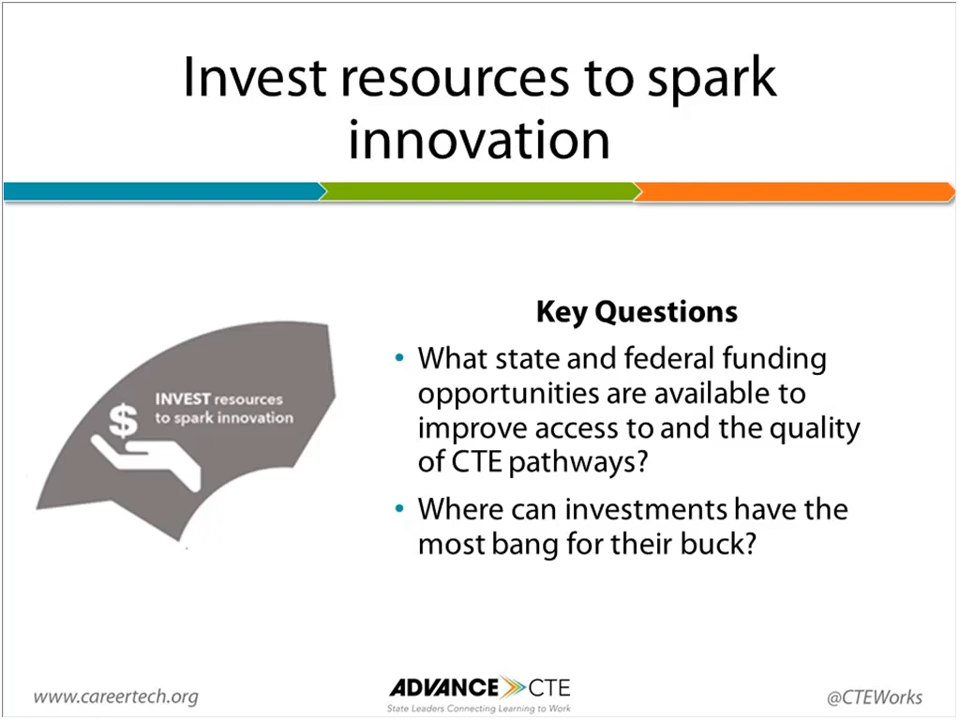 Invest resources to spark
innovation
$
INVEST resources
to spark innovation
Key Questions
• What state and federal funding
opportunities are available to
improve access to and the quality
of CTE pathways?
• Where can investments have the
most bang for their buck?
www.careertech.org
ADVANCE CTE
State Leaders Connecting Learning to Work
@CTEWorks